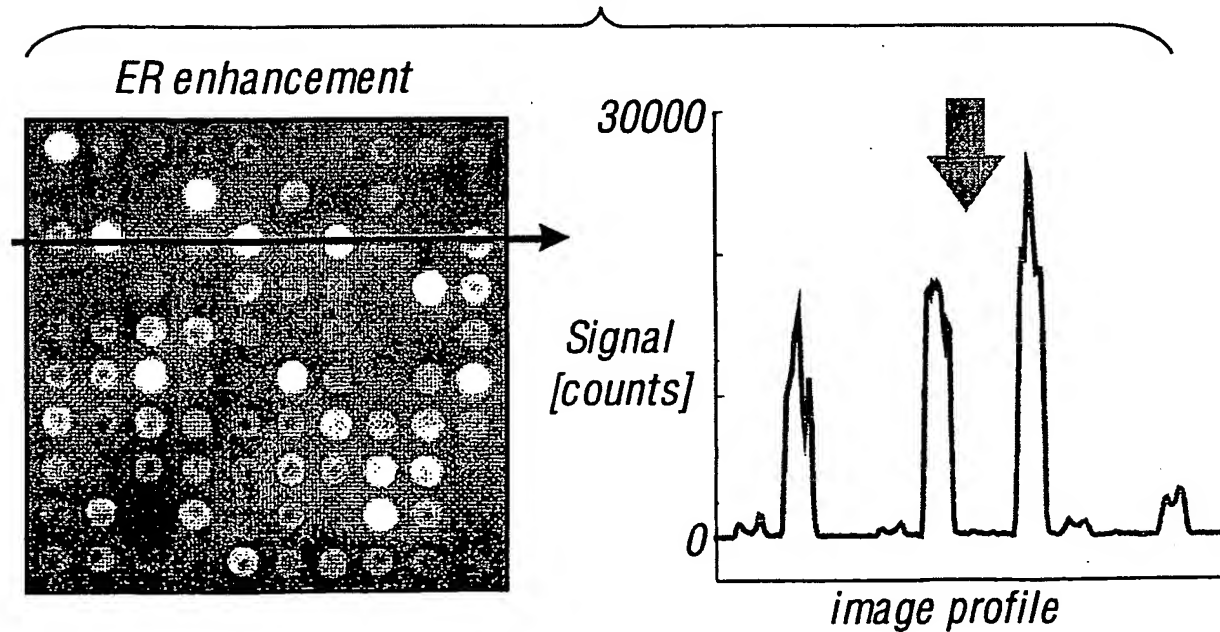 ER enhancement
30000
Signal
[counts]
0
image profile